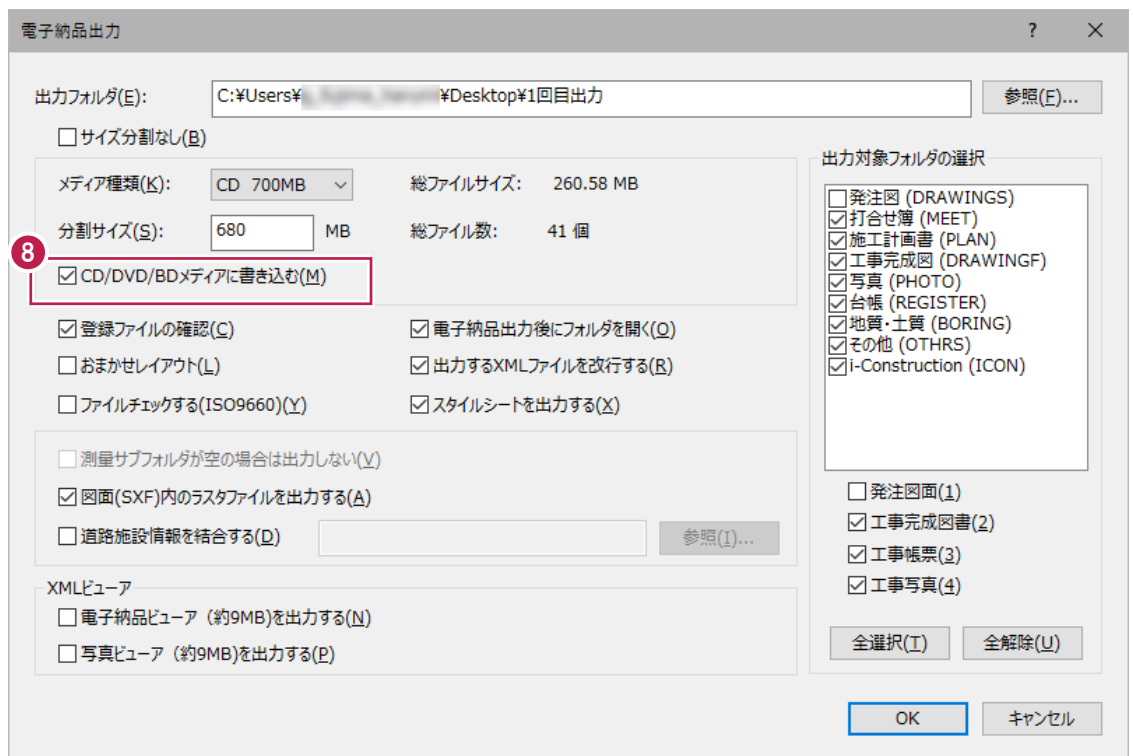 電子納品出力
出力フォルダ(E): C:¥Users¥ ¥Desktop¥1回目出力 参照(F)...
サイズ分割なし(B)
メディア種類(K): CD 700MB 総ファイルサイズ: 260.58 MB
分割サイズ(S): 680 MB 総ファイル数: 41 個
8
CD/DVD/BDメディアに書き込む(M)
登録ファイルの確認(C) 電子納品出力後にフォルダを開く(O)
おまかせレイアウト(L) 出力するXMLファイルを改行する(R)
ファイルチェックする(ISO9660)(Y) スタイルシートを出力する(X)
測量サブフォルダが空の場合は出力しない(V)
図面(SXF)内のラスタファイルを出力する(A)
道路施設情報を結合する(D) 参照(I)...
XMLビューア
電子納品ビューア (約9MB)を出力する(N)
写真ビューア (約9MB)を出力する(P)
出力対象フォルダの選択
発注図 (DRAWINGS)
打合せ簿 (MEET)
施工計画書 (PLAN)
工事完成図 (DRAWINGF)
写真 (PHOTO)
台帳 (REGISTER)
地質・土質 (BORING)
その他 (OTHRS)
i-Construction (ICON)
発注図面(1)
工事完成図書(2)
工事帳票(3)
工事写真(4)
全選択(T) 全解除(U)
OK キャンセル